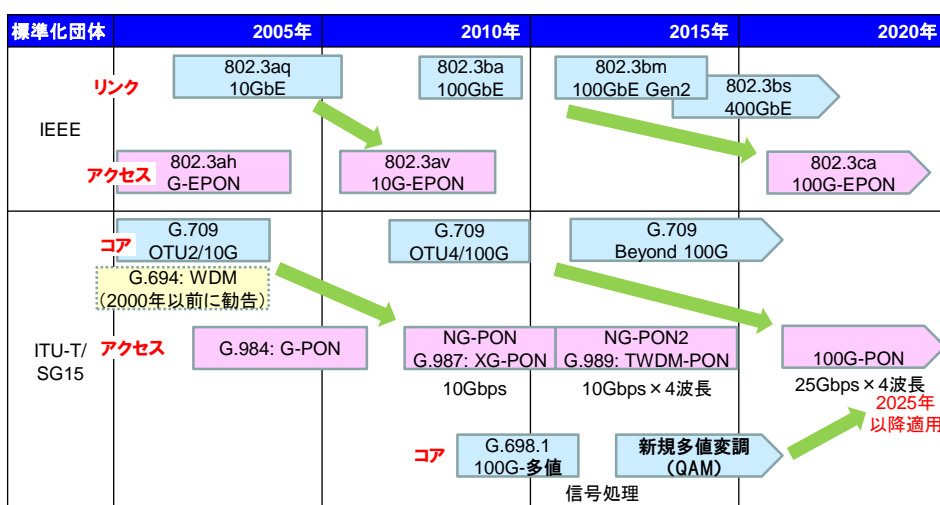 標準化団体 2005年 2010年 2015年 2020年
IEEE
リンク
802.3aq
10GbE
802.3ba
100GbE
802.3bm
100GbE Gen2
802.3bs
400GbE
アクセス
802.3ah
G-EPON
802.3av
10G-EPON
802.3ca
100G-EPON
ITU-T/
SG15
コア
G.709
OTU2/10G
G.709
OTU4/100G
G.709
Beyond 100G
G.694: WDM
(2000年以前に勧告)
アクセス
G.984: G-PON
NG-PON
G.987: XG-PON
NG-PON2
G.989: TWDM-PON
100G-PON
10Gbps
10Gbps×4波長
25Gbps×4波長
2025年
以降適用
コア
G.698.1
100G-多値
新規多値変調
(QAM)
信号処理